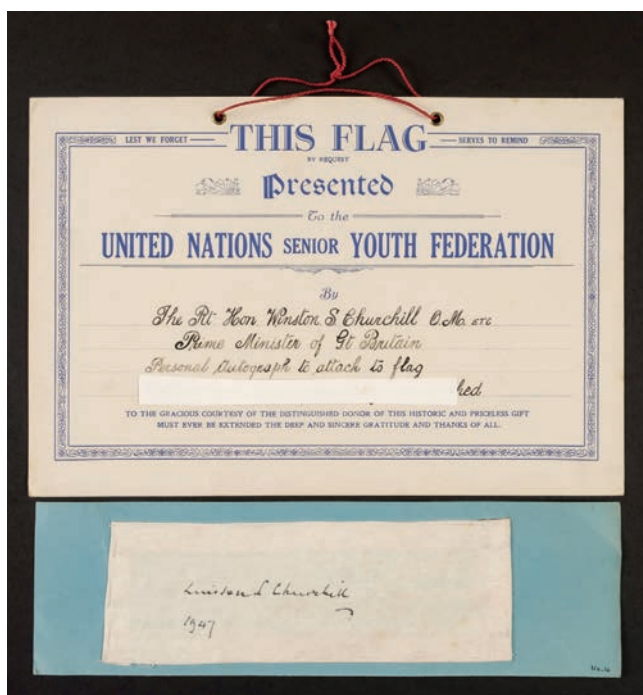 LEST WE FORGET THIS FLAG SERVES TO REMIND
BY REQUEST
Presented
To the
UNITED NATIONS SENIOR YOUTH FEDERATION
By
The Rt Hon. Winston S. Churchill O.M. ETC
Prime Minister of Gt Britain
Personal Autograph to attach to flag
hed
TO THE GRACIOUS COURTESY OF THE DISTINGUISHED DONOR OF THIS HISTORIC AND PRICELESS GIFT
MUST EVER BE EXTENDED THE DEEP AND SINCERE GRATITUDE AND THANKS OF ALL.
Winston S Churchill
1947